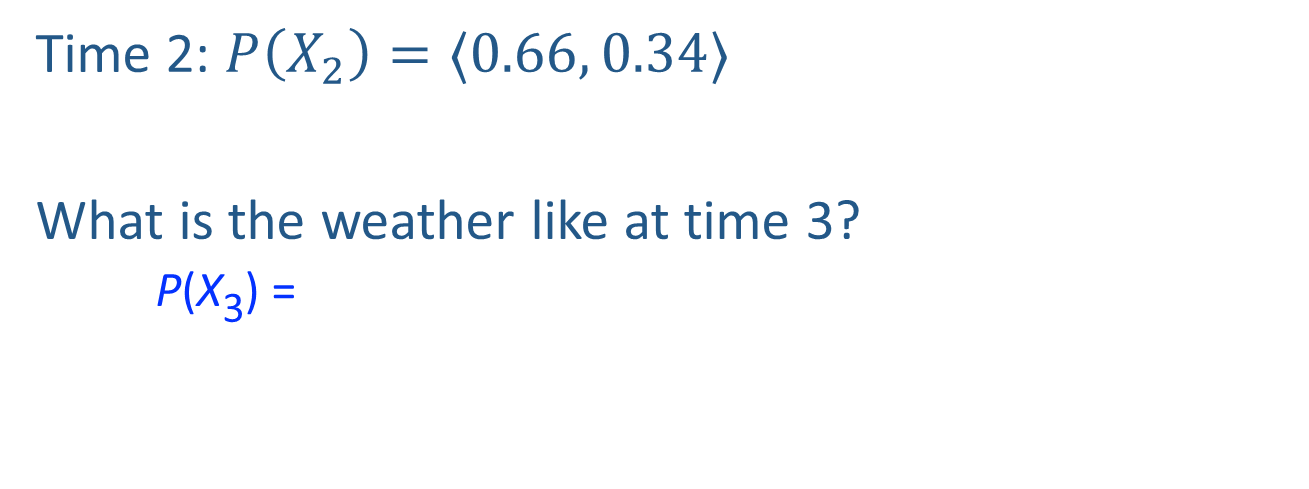 Time 2: P(X₂) = ⟨0.66, 0.34⟩
What is the weather like at time 3?
P(X₃) =